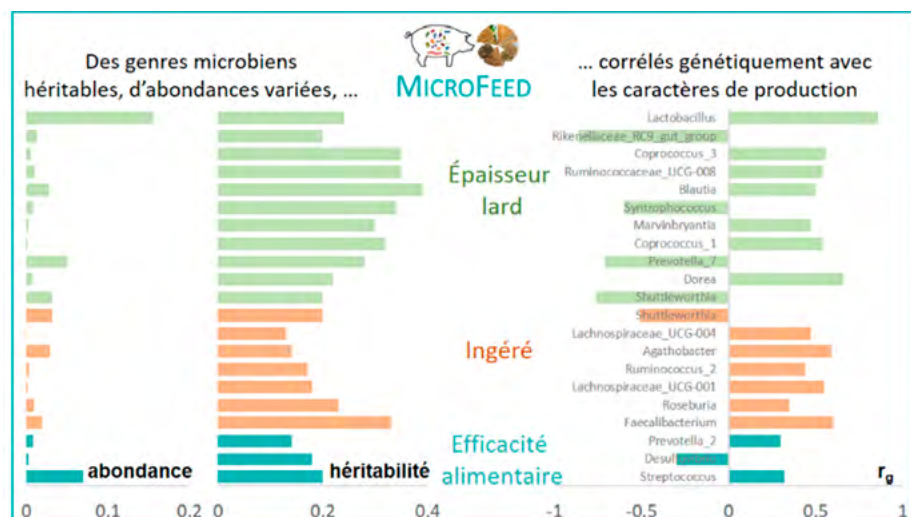 Des genres microbiens
héritables, d'abondances variées, ...
MICROFEED
... corrélés génétiquement avec
les caractères de production
Lactobacillus
Rikenellaceae_RC9_gut_group
Coprococcus_3
Ruminococcaceae_UCG-008
Blautia
Syntrophococcus
Marvinbryantia
Coprococcus_1
Prevotella_7
Dorea
Shuttleworthia
Shuttleworthia
Lachnospiraceae_UCG-004
Agathobacter
Ruminococcus_2
Lachnospiraceae_UCG-001
Roseburia
Faecalibacterium
Prevotella_2
Streptococcus
Épaisseur
lard
Ingéré
Efficacité
alimentaire
abondance
héritabilité
rg
0 0.1 0.2
0 0.2 0.4
-1 -0.5 0 0.5 1